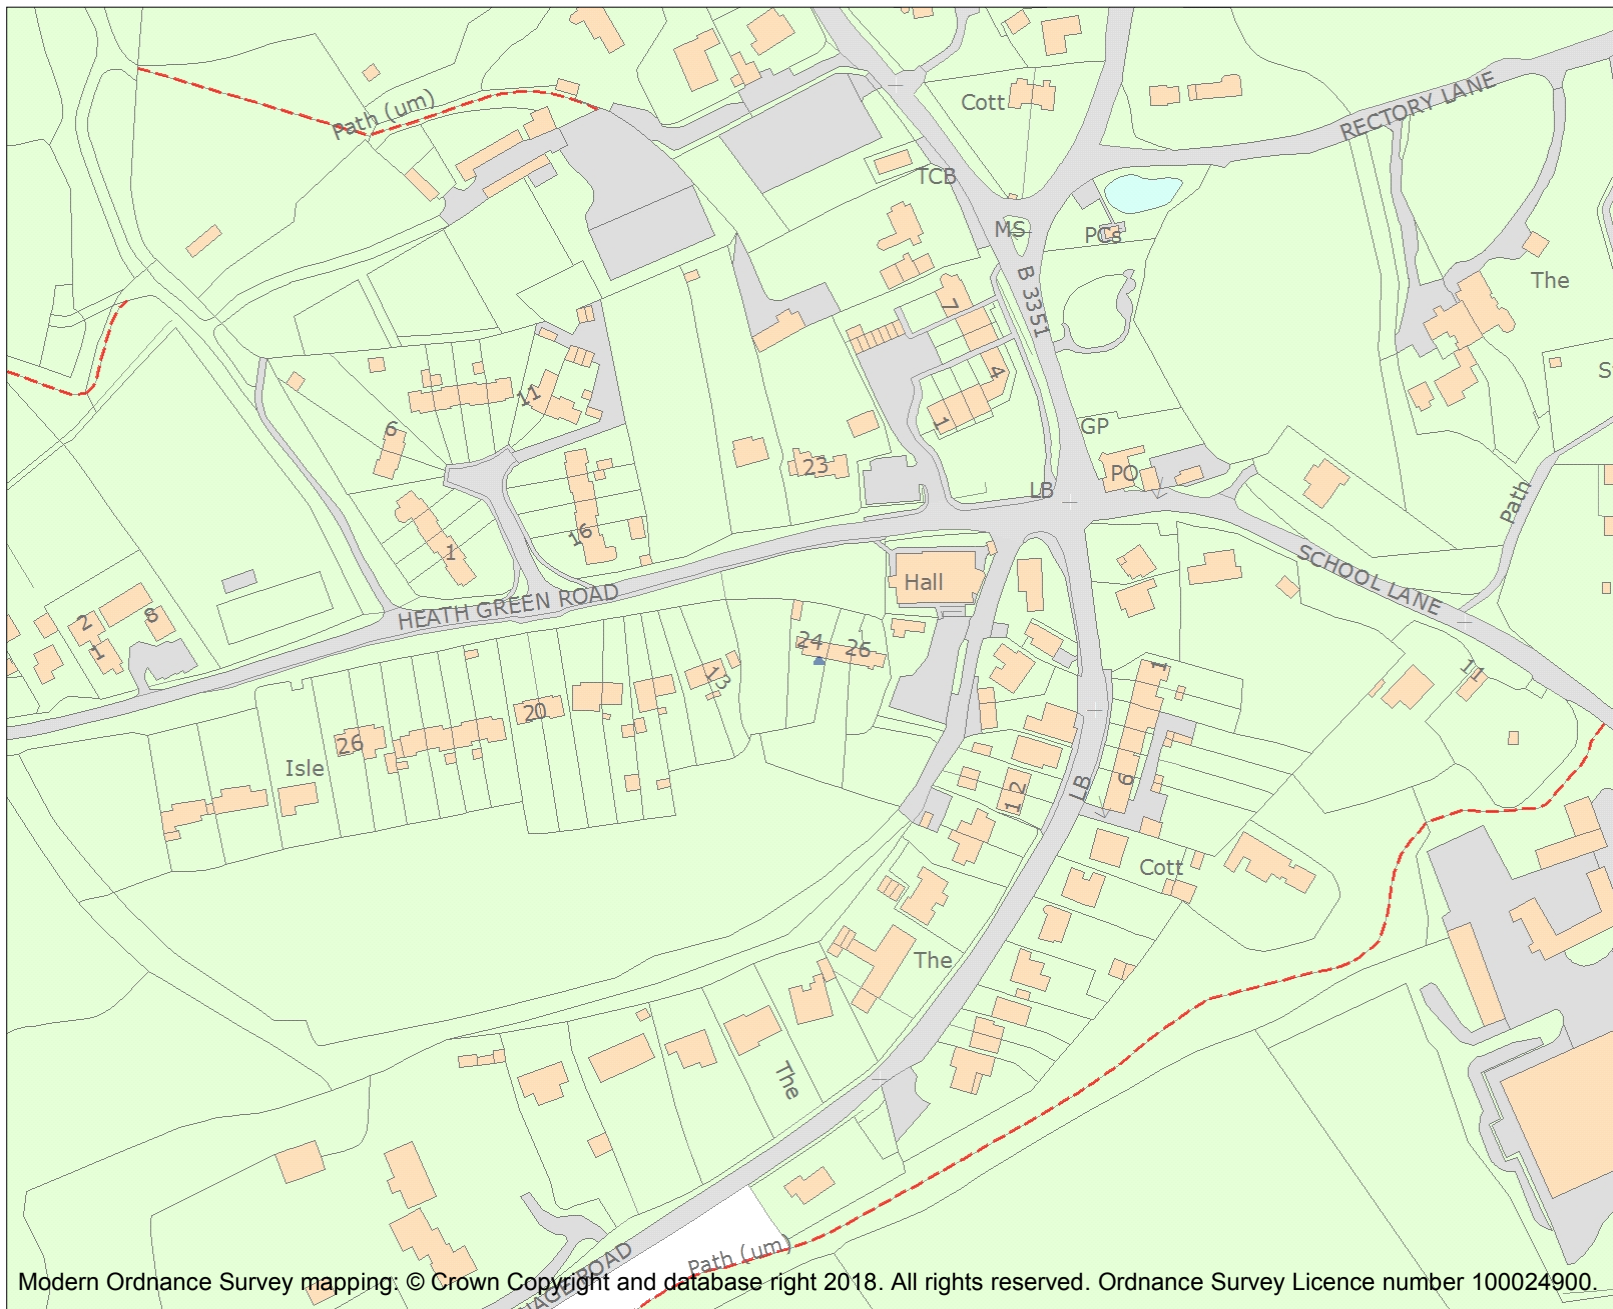 Path (um)
Cott
RECTORY LANE
TCB
MS
PCs
The
B 3351
7
4
1
11
6
GP
23
PO
LB
Path
16
1
Hall
SCHOOL LANE
HEATH GREEN ROAD
2
8
1
24
26
13
1
11
20
26
Isle
LB
6
12
Cott
The
The
Path (um)
ROAD
Modern Ordnance Survey mapping: © Crown Copyright and database right 2018. All rights reserved. Ordnance Survey Licence number 100024900.